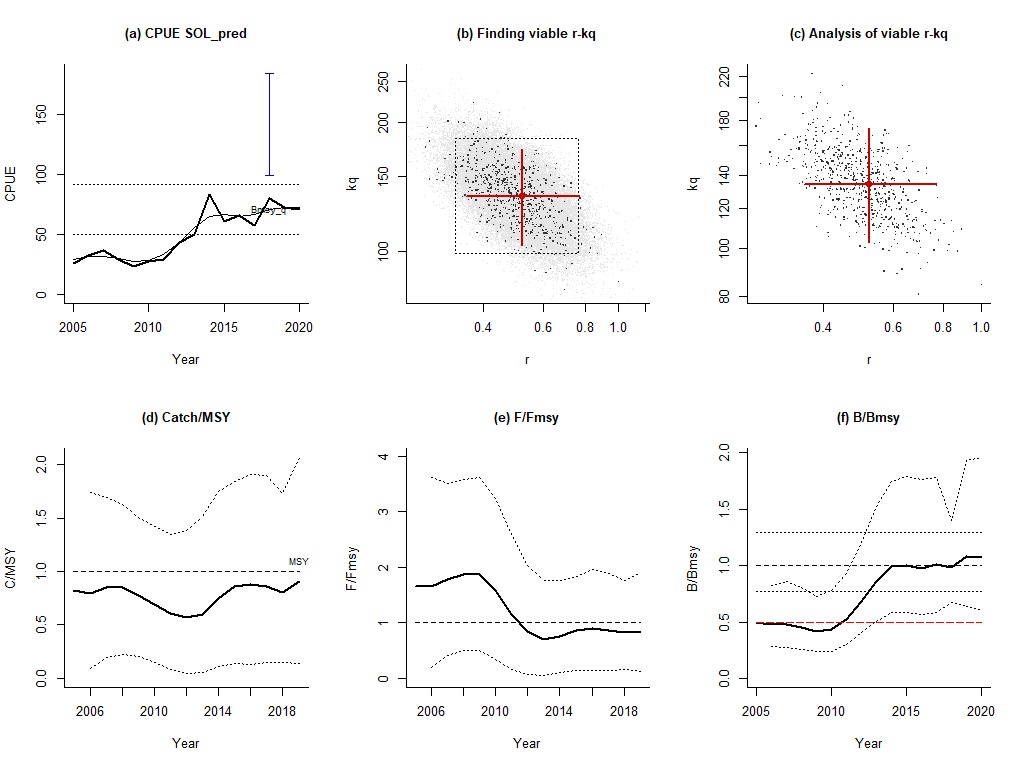 (a) CPUE SOL_pred
(b) Finding viable r-kq
(c) Analysis of viable r-kq
CPUE
0
50
100
150
Bmsy_q
2005
2010
2015
2020
Year
kq
100
150
200
250
0.4
0.6
0.8
1.0
r
kq
80
100
120
140
180
220
0.4
0.6
0.8
1.0
r
(d) Catch/MSY
(e) F/Fmsy
(f) B/Bmsy
C/MSY
0.0
0.5
1.0
1.5
2.0
MSY
2006
2010
2014
2018
Year
F/Fmsy
0
1
2
3
4
2006
2010
2014
2018
Year
B/Bmsy
0.0
0.5
1.0
1.5
2.0
2005
2010
2015
2020
Year